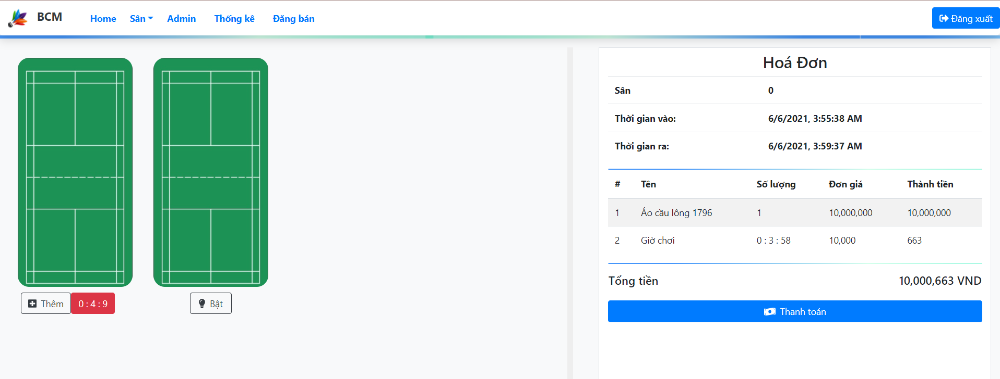 BCM Home Sân Admin Thống kê Đăng bán Đăng xuất
Thêm 0 : 4 : 9 Bật
Hoá Đơn
Sân 0
Thời gian vào: 6/6/2021, 3:55:38 AM
Thời gian ra: 6/6/2021, 3:59:37 AM
# Tên Số lượng Đơn giá Thành tiền
1 Áo cầu lông 1796 1 10,000,000 10,000,000
2 Giờ chơi 0 : 3 : 58 10,000 663
Tổng tiền 10,000,663 VND
Thanh toán